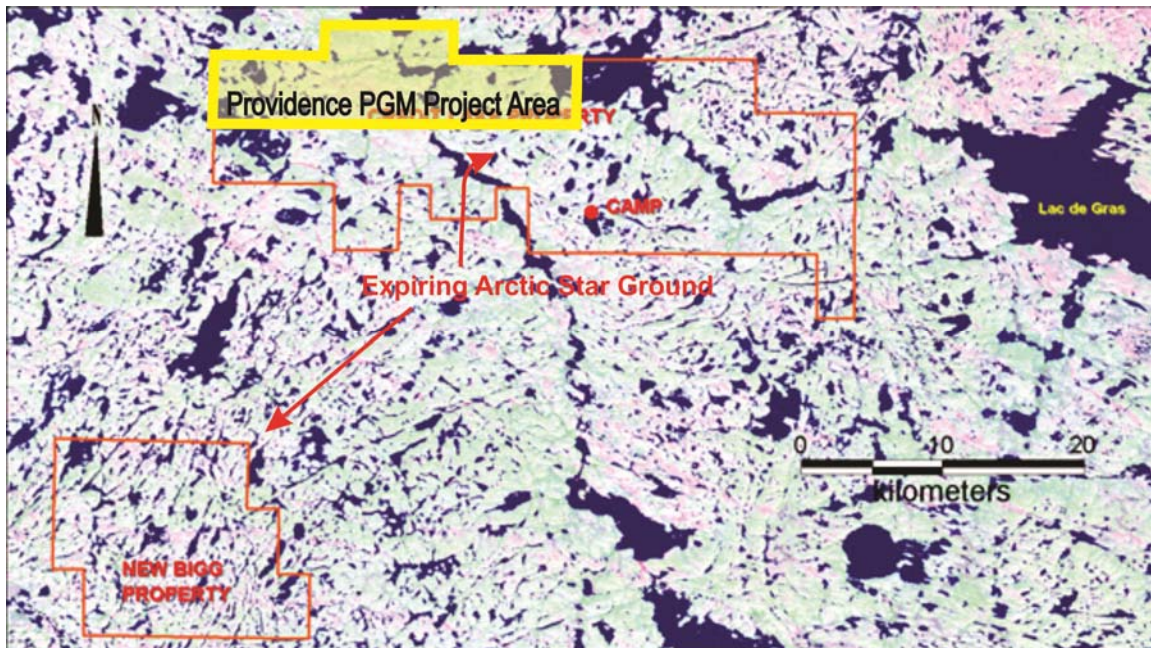 Providence PGM Project Area
PROPERTY
CAMP
Lac de Gras
Expiring Arctic Star Ground
0 10 20
kilometers
NEW BIGG
PROPERTY